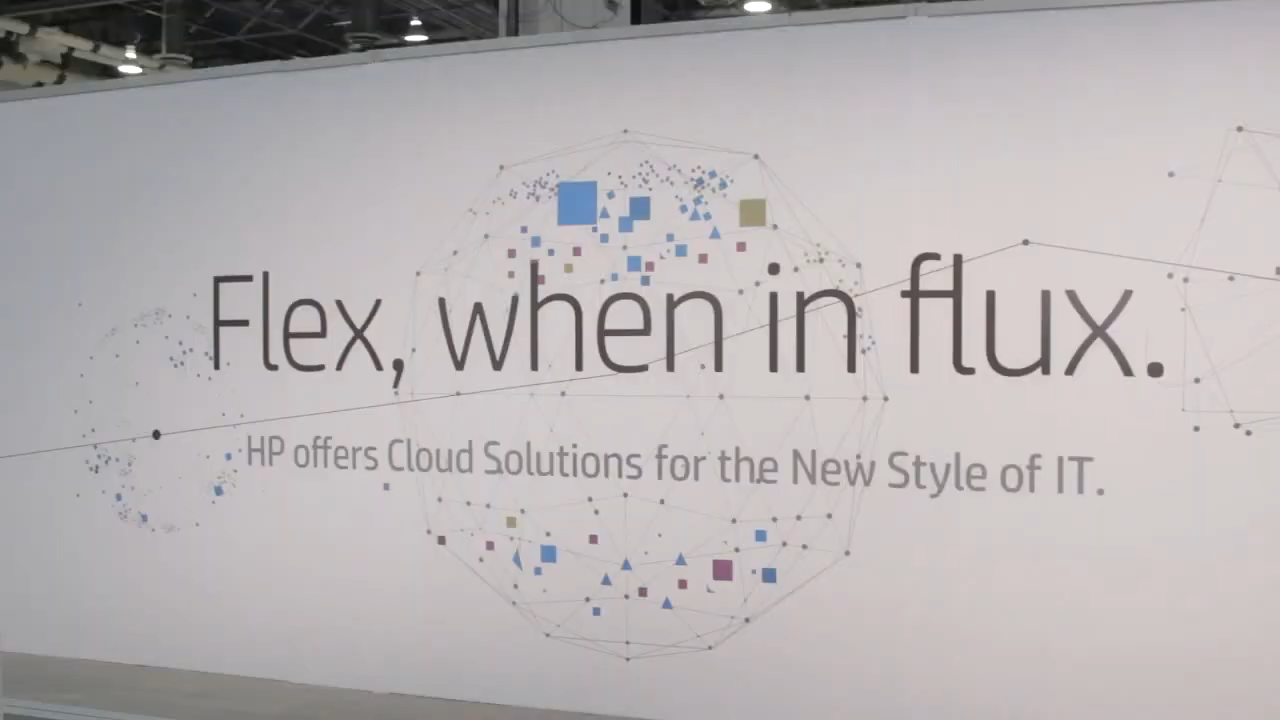 Flex, when in flux.
HP offers Cloud Solutions for the New Style of IT.